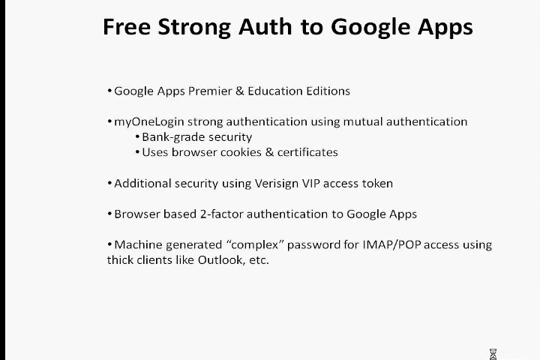 Free Strong Auth to Google Apps
•Google Apps Premier & Education Editions
•myOneLogin strong authentication using mutual authentication
•Bank-grade security
•Uses browser cookies & certificates
•Additional security using Verisign VIP access token
•Browser based 2-factor authentication to Google Apps
•Machine generated “complex” password for IMAP/POP access using
thick clients like Outlook, etc.